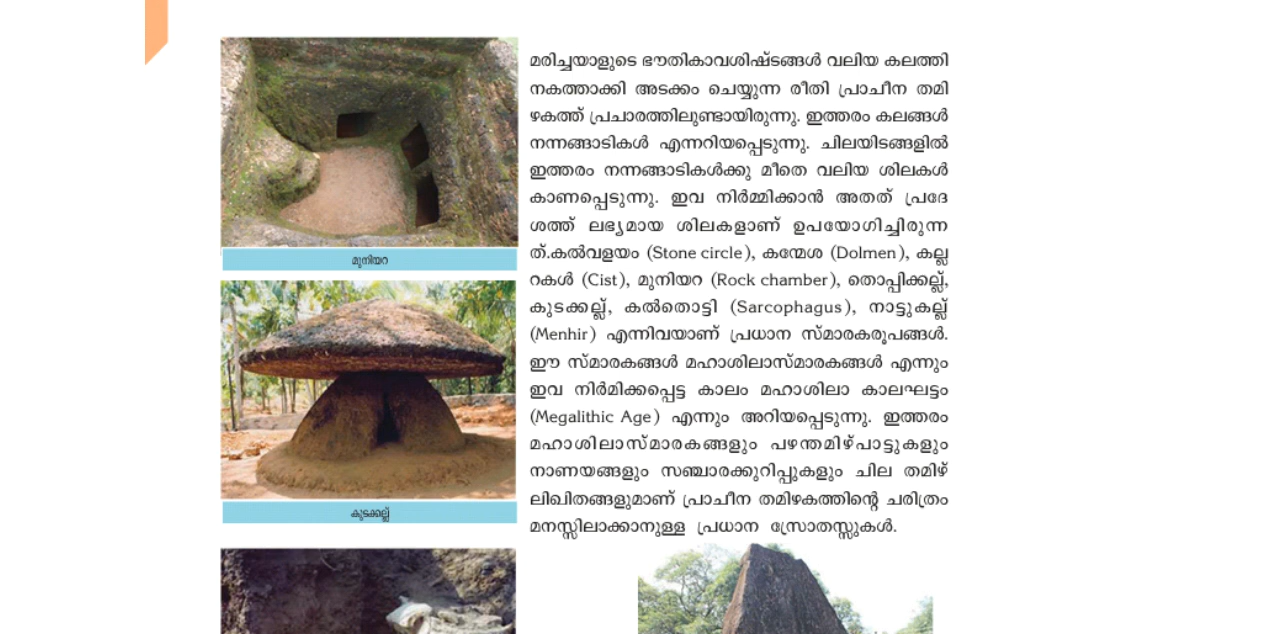 മരിച്ചയാളുടെ ഭൗതികാവശിഷ്ടങ്ങൾ വലിയ കലത്തി
നകത്താക്കി അടക്കം ചെയ്യുന്ന രീതി പ്രാചീന തമി
ഴകത്ത് പ്രചാരത്തിലുണ്ടായിരുന്നു. ഇത്തരം കലങ്ങൾ
നന്നങ്ങാടികൾ എന്നറിയപ്പെടുന്നു. ചിലയിടങ്ങളിൽ
ഇത്തരം നന്നങ്ങാടികൾക്കു മീതെ വലിയ ശിലകൾ
കാണപ്പെടുന്നു. ഇവ നിർമ്മിക്കാൻ അതത് പ്രദേ
ശത്ത് ലഭ്യമായ ശിലകളാണ് ഉപയോഗിച്ചിരുന്ന
ത്.കൽവളയം (Stone circle), കന്മേശ (Dolmen), കല്ല
റകൾ (Cist), മുനിയറ (Rock chamber), തൊപ്പിക്കല്ല്,
കുടക്കല്ല്, കൽതൊട്ടി (Sarcophagus), നാട്ടുകല്ല്
(Menhir) എന്നിവയാണ് പ്രധാന സ്മാരകരൂപങ്ങൾ.
ഈ സ്മാരകങ്ങൾ മഹാശിലാസ്മാരകങ്ങൾ എന്നും
ഇവ നിർമിക്കപ്പെട്ട കാലം മഹാശിലാ കാലഘട്ടം
(Megalithic Age) എന്നും അറിയപ്പെടുന്നു. ഇത്തരം
മഹാശിലാസ്മാരകങ്ങളും പഴന്തമിഴ്പാട്ടുകളും
നാണയങ്ങളും സഞ്ചാരക്കുറിപ്പുകളും ചില തമിഴ്
ലിഖിതങ്ങളുമാണ് പ്രാചീന തമിഴകത്തിന്റെ ചരിത്രം
മനസ്സിലാക്കാനുള്ള പ്രധാന സ്രോതസ്സുകൾ.
മുനിയറ
കുടക്കല്ല്